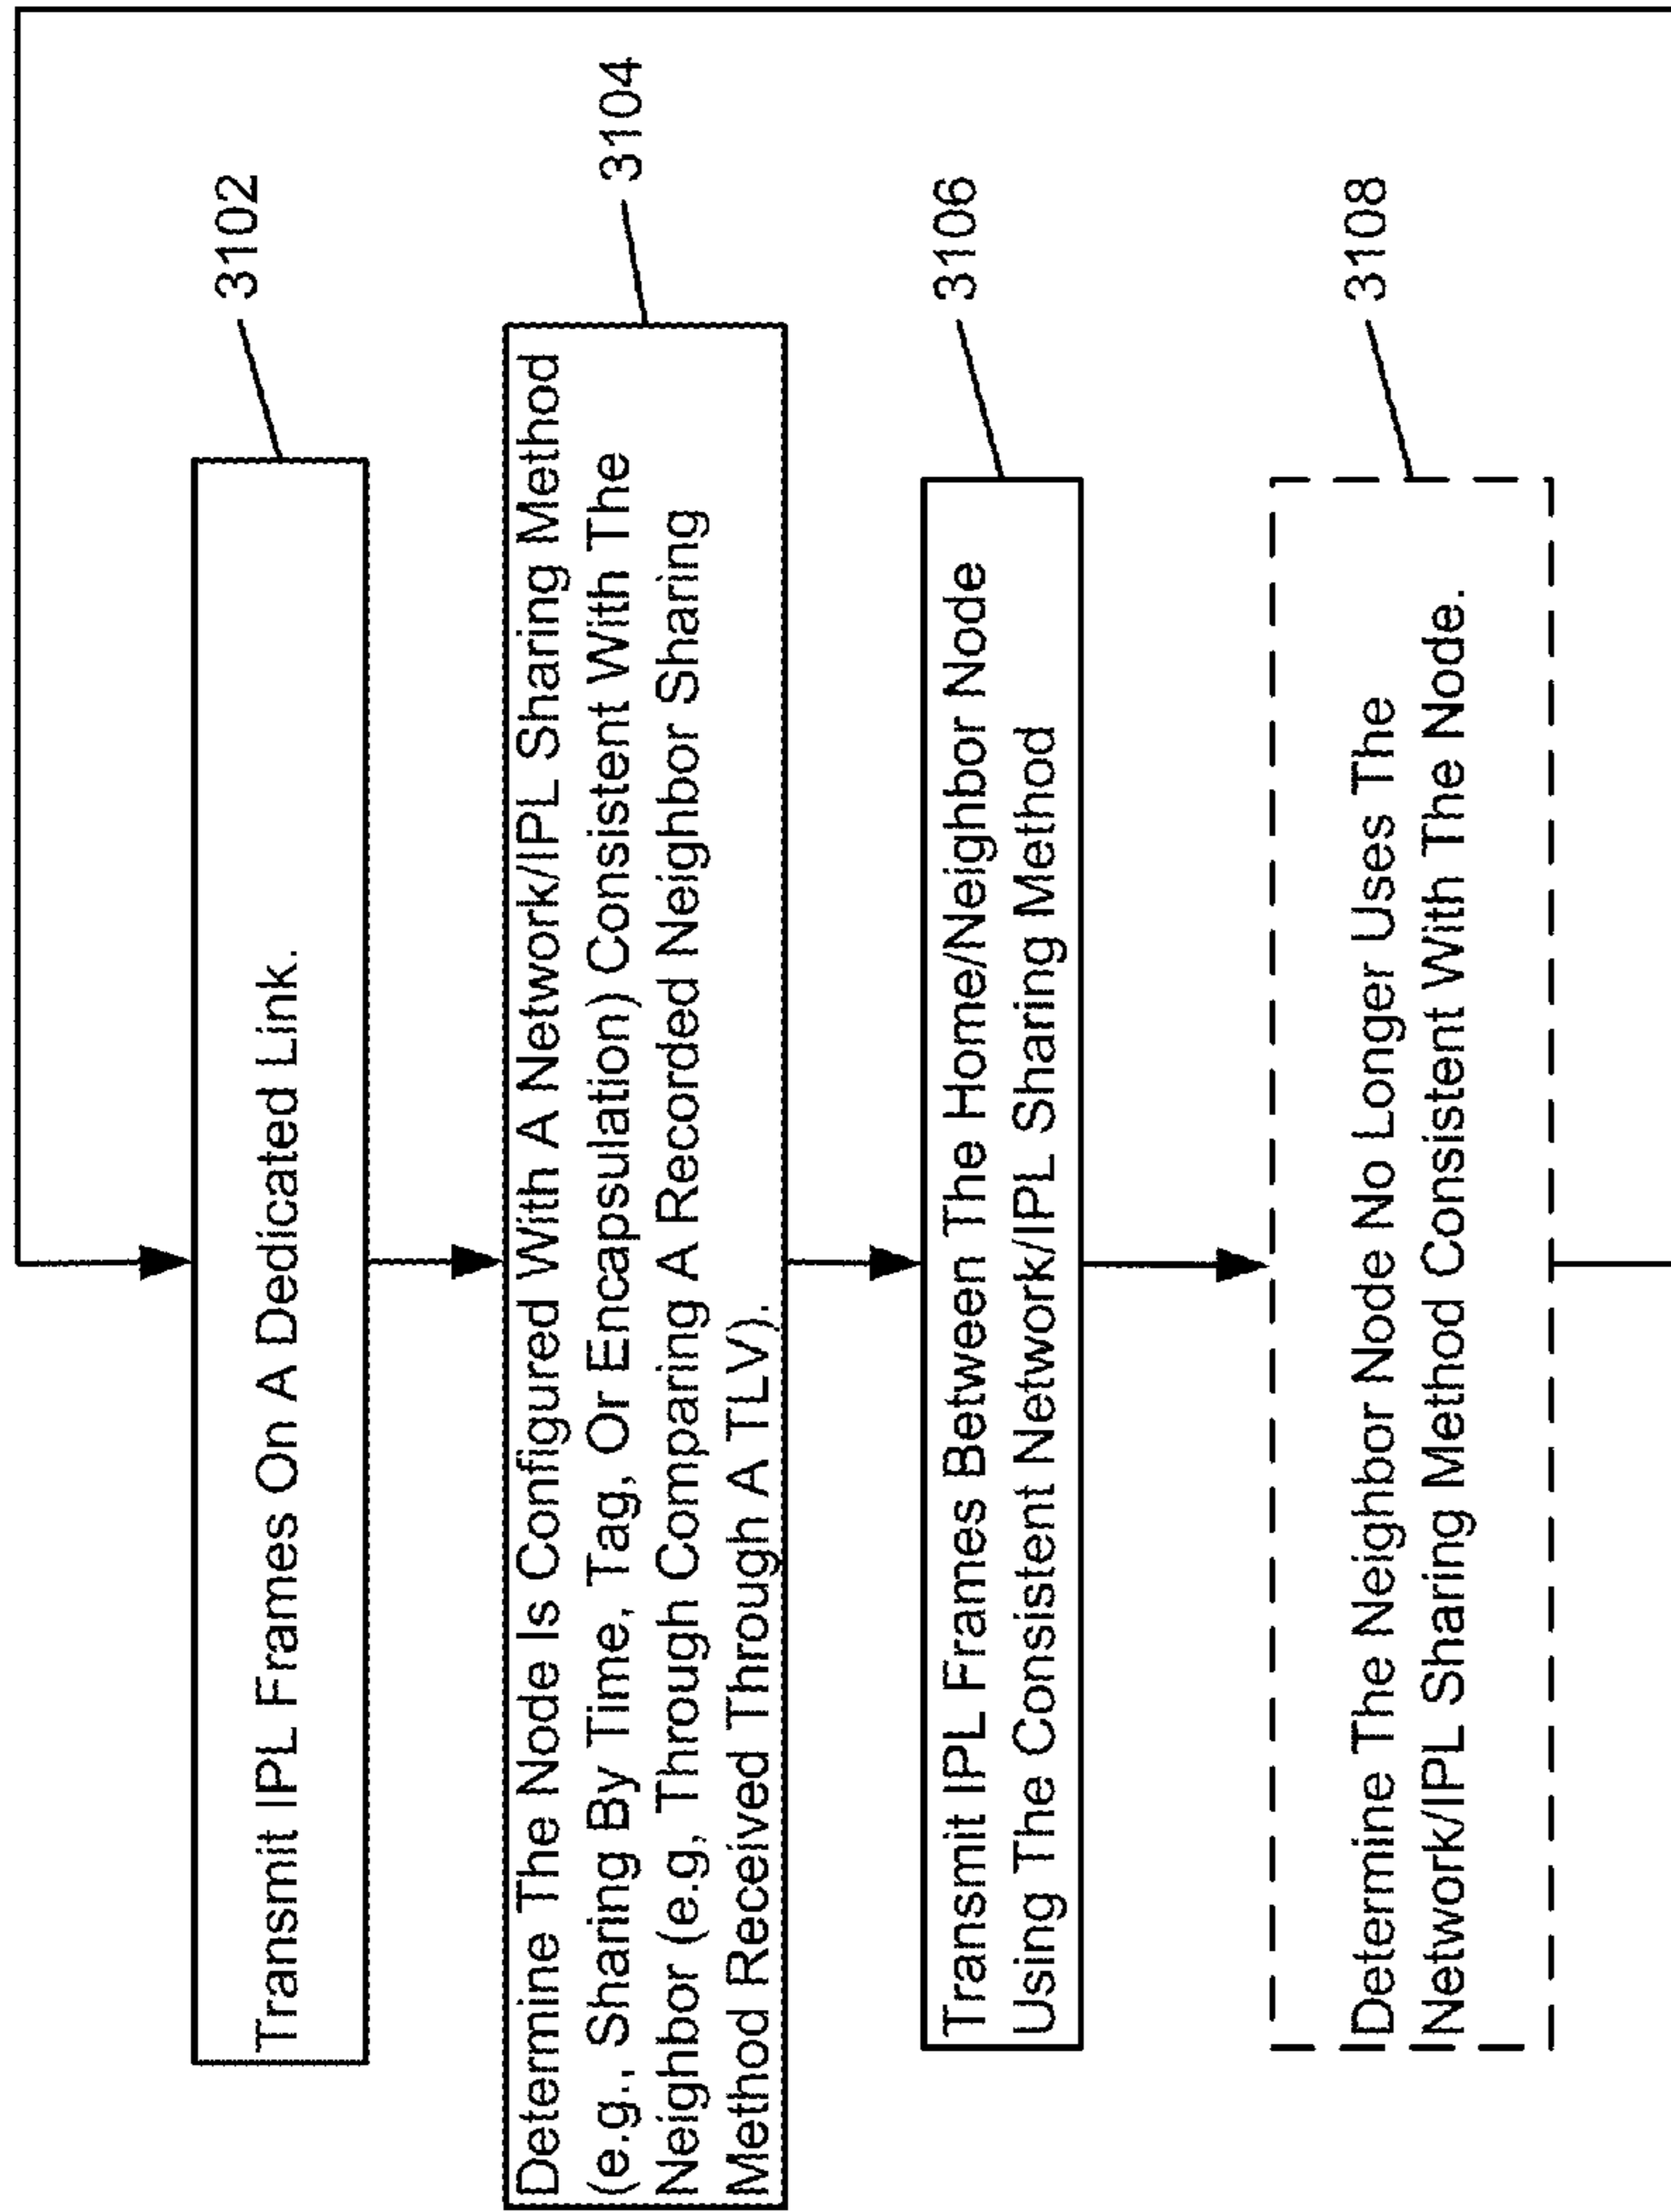 3102
Transmit IPL Frames On A Dedicated Link.
3104
Determine The Node Is Configured With A Network/IPL Sharing Method
(e.g., Sharing By Time, Tag, Or Encapsulation) Consistent With The
Neighbor (e.g, Through Comparing A Recorded Neighbor Sharing
Method Received Through A TLV).
3106
Transmit IPL Frames Between The Home/Neighbor Node
Using The Consistent Network/IPL Sharing Method
3108
Determine The Neighbor Node No Longer Uses The
Network/IPL Sharing Method Consistent With The Node.